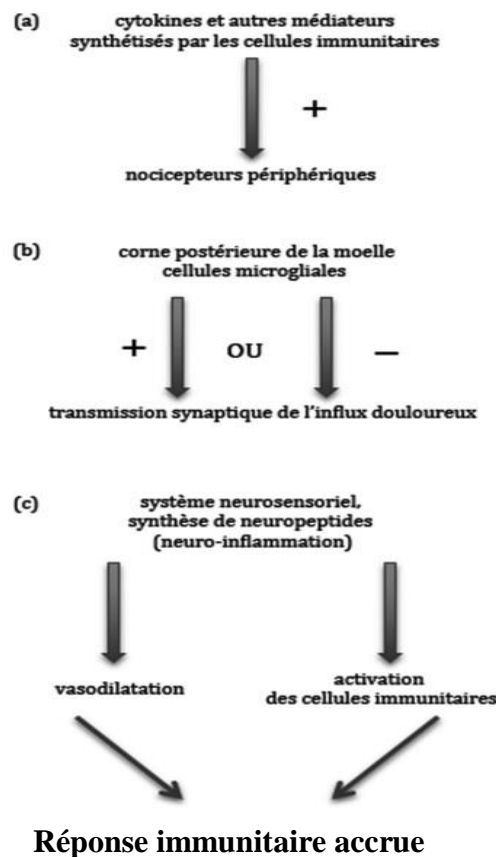 (a) cytokines et autres médiateurs
synthétisés par les cellules immunitaires
+
nocicepteurs périphériques
(b) corne postérieure de la moelle
cellules microgliales
+ OU −
transmission synaptique de l'influx douloureux
(c) système neurosensoriel,
synthèse de neuropeptides
(neuro-inflammation)
vasodilatation
activation
des cellules immunitaires
Réponse immunitaire accrue